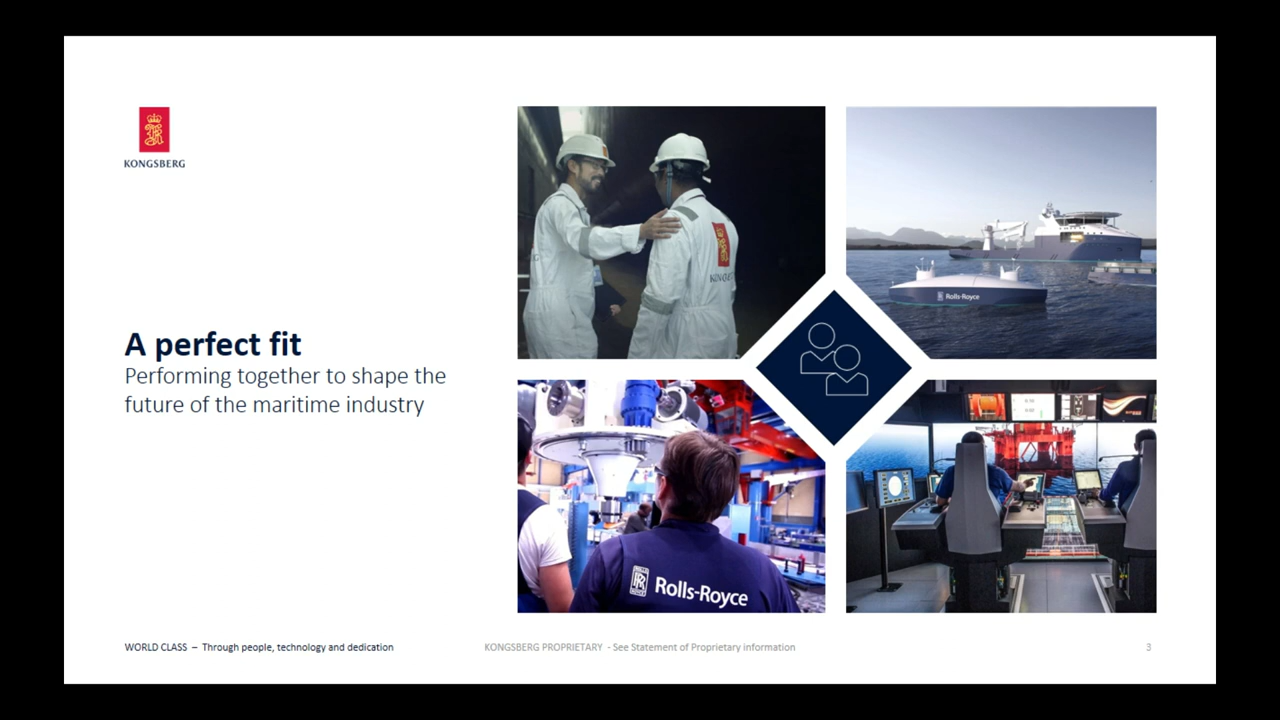 KONGSBERG
A perfect fit
Performing together to shape the
future of the maritime industry
Rolls-Royce
Rolls-Royce
WORLD CLASS – Through people, technology and dedication
KONGSBERG PROPRIETARY - See Statement of Proprietary information
3